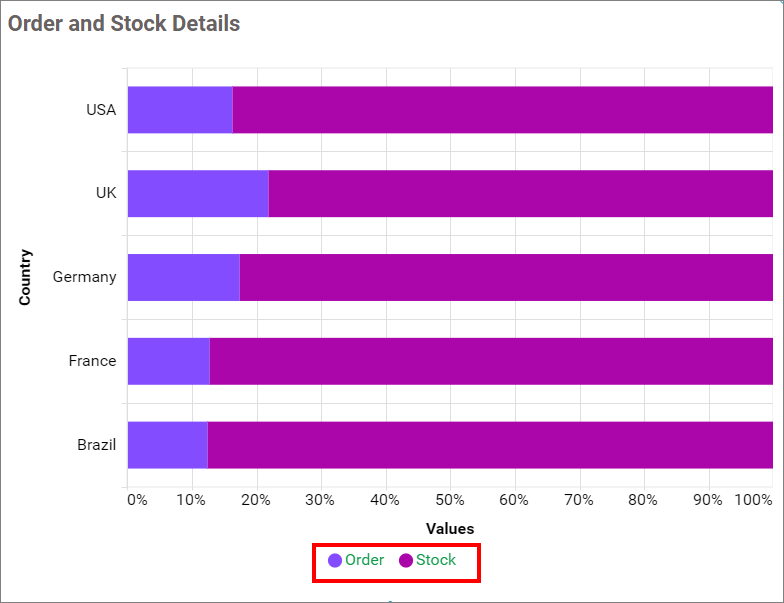 Order and Stock Details
USA
UK
Germany
France
Brazil
Country
0% 10% 20% 30% 40% 50% 60% 70% 80% 90% 100%
Values
Order Stock